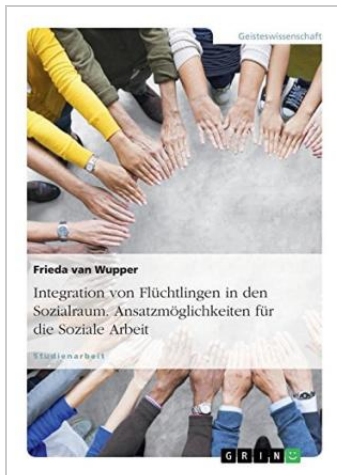 Geisteswissenschaft
Frieda van Wupper
Integration von Flüchtlingen in den
Sozialraum. Ansatzmöglichkeiten für
die Soziale Arbeit
Studienarbeit
GRIN